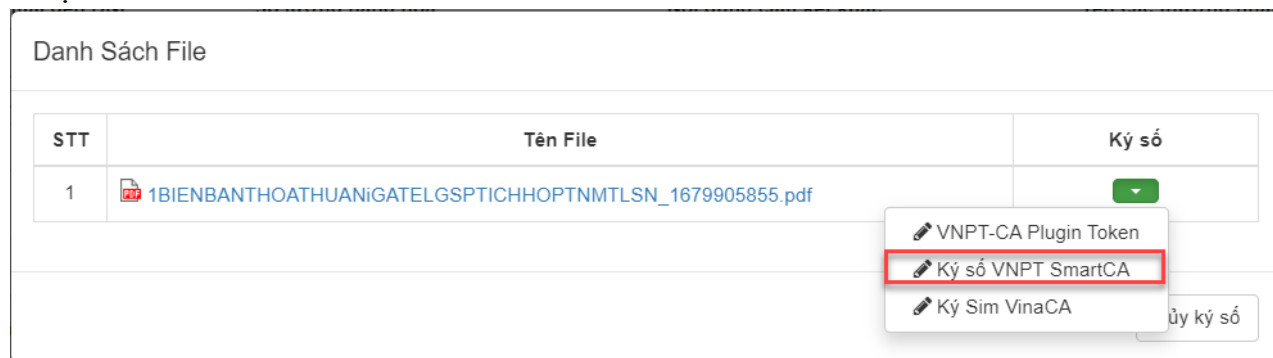 Danh Sách File
STT Tên File Ký số
1 1BIENBANTHOATHUANiGATELGSPTICHHOPTNMTLSN_1679905855.pdf
VNPT-CA Plugin Token
Ký số VNPT SmartCA
Ký Sim VinaCA
ủy ký số